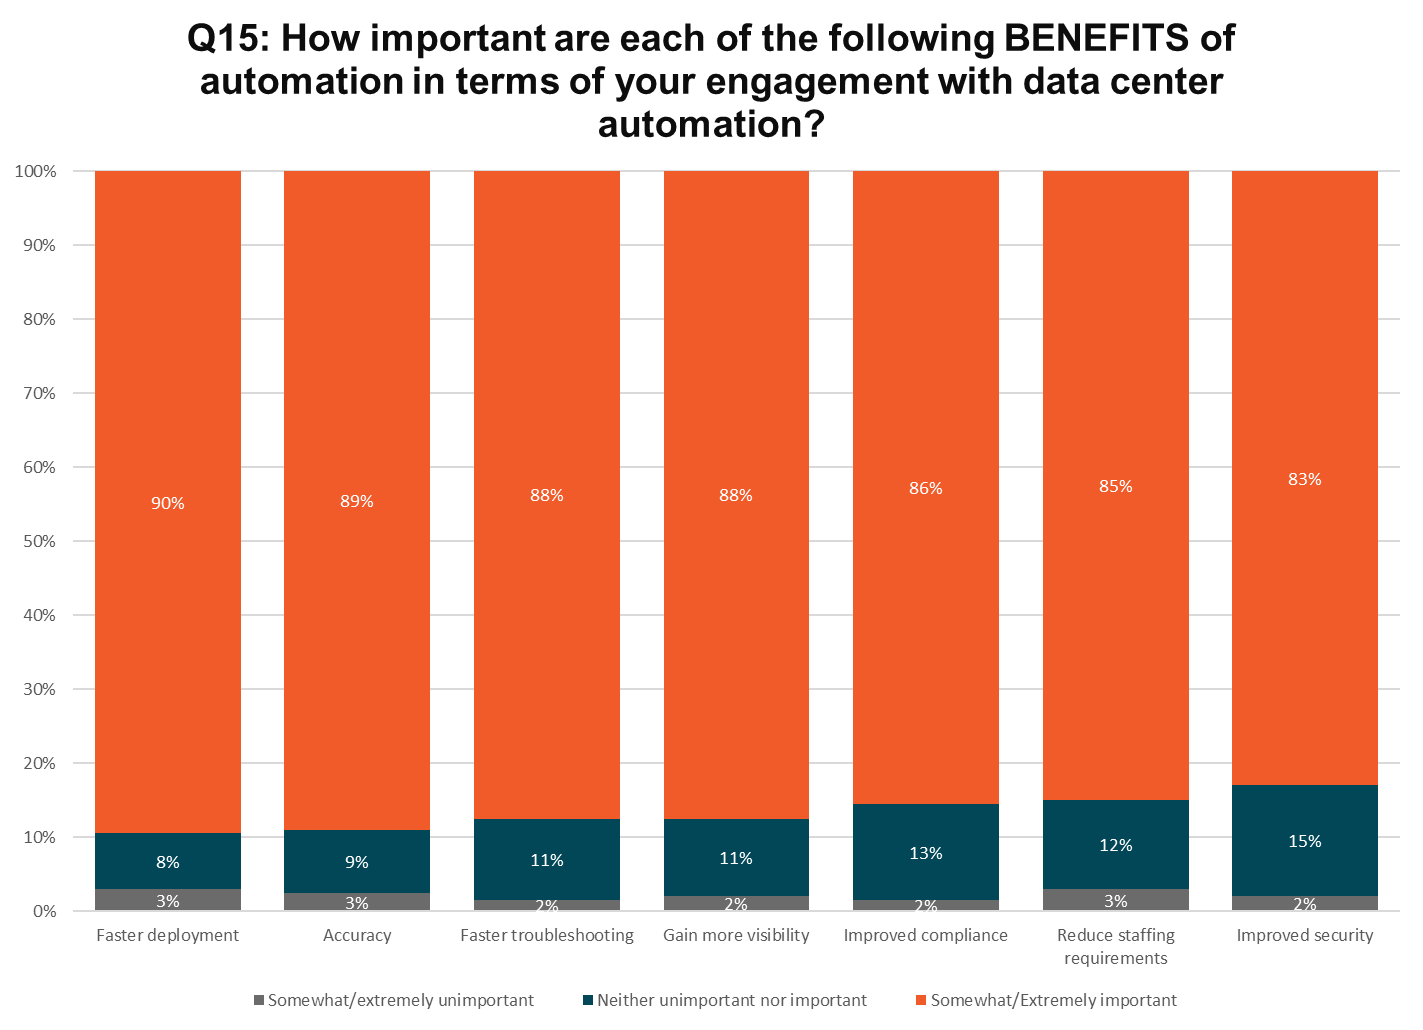 Q15: How important are each of the following BENEFITS of
automation in terms of your engagement with data center
automation?
100%
90%
80%
70%
60%
50%
40%
30%
20%
10%
0%
90% 89% 88% 88% 86% 85% 83%
8% 9% 11% 11% 13% 12% 15%
3% 3% 2% 2% 2% 3% 2%
Faster deployment Accuracy Faster troubleshooting Gain more visibility Improved compliance Reduce staffing Improved security
requirements
Somewhat/extremely unimportant Neither unimportant nor important Somewhat/Extremely important